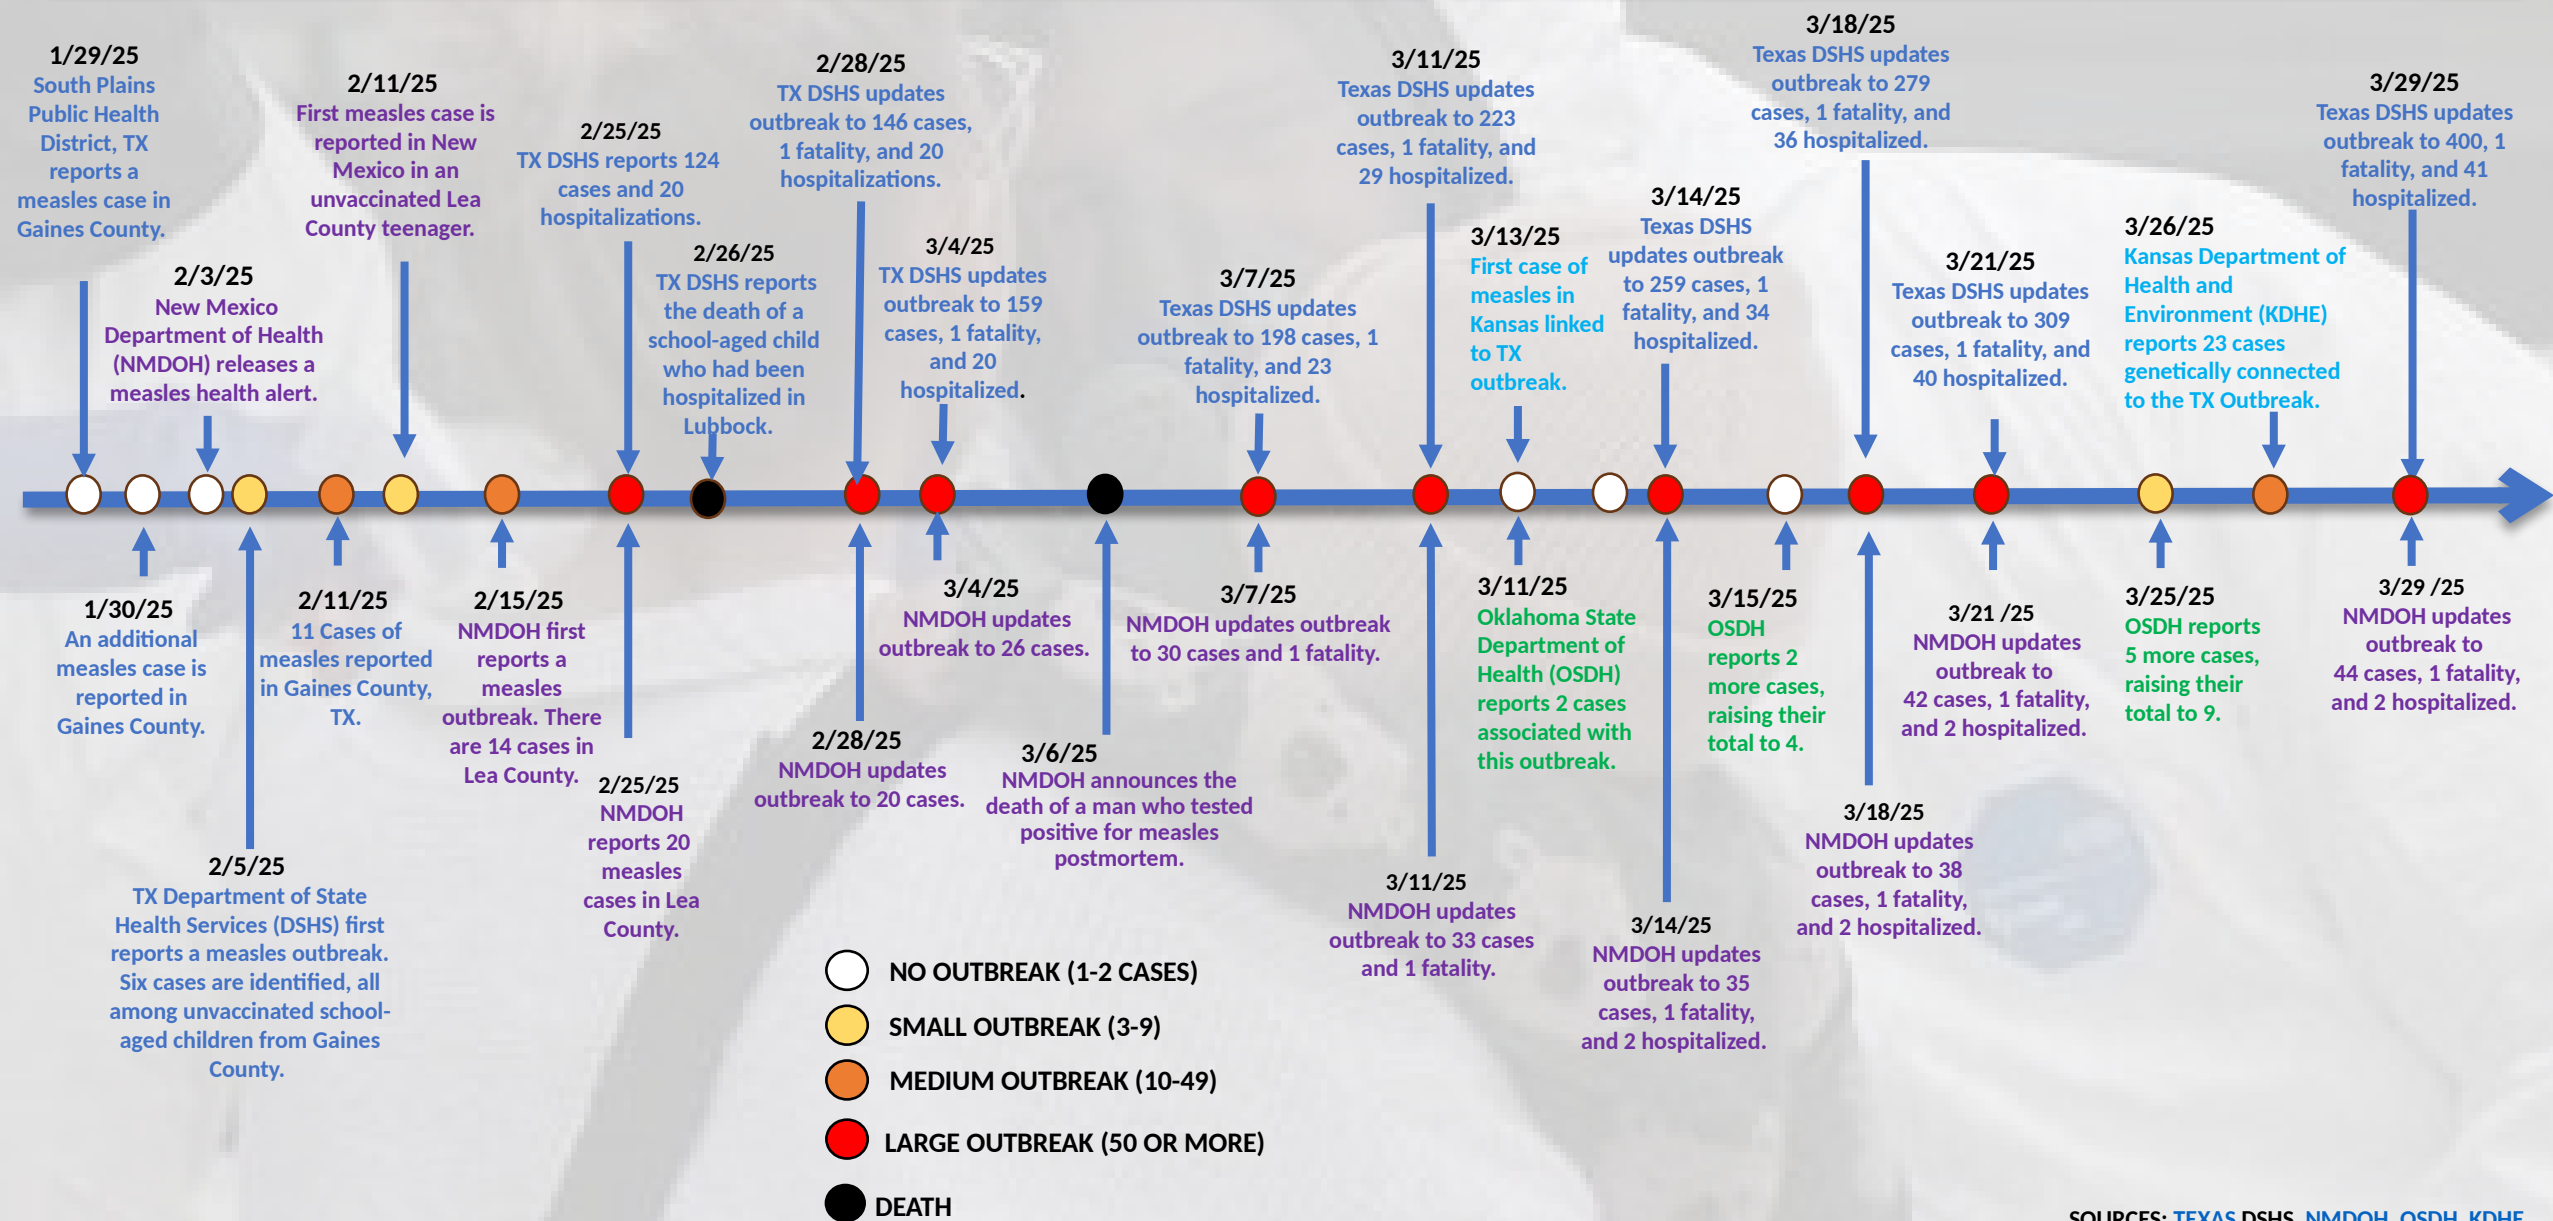 1/29/25
South Plains
Public Health
District, TX
reports a
measles case in
Gaines County.
2/3/25
New Mexico
Department of Health
(NMDOH) releases a
measles health alert.
2/11/25
First measles case is
reported in New
Mexico in an
unvaccinated Lea
County teenager.
2/25/25
TX DSHS reports 124
cases and 20
hospitalizations.
2/26/25
TX DSHS reports
the death of a
school-aged child
who had been
hospitalized in
Lubbock.
2/28/25
TX DSHS updates
outbreak to 146 cases,
1 fatality, and 20
hospitalizations.
3/4/25
TX DSHS updates
outbreak to 159
cases, 1 fatality,
and 20
hospitalized.
3/7/25
Texas DSHS updates
outbreak to 198 cases, 1
fatality, and 23
hospitalized.
3/11/25
Texas DSHS updates
outbreak to 223
cases, 1 fatality, and
29 hospitalized.
3/13/25
First case of
measles in
Kansas linked
to TX
outbreak.
3/14/25
Texas DSHS
updates outbreak
to 259 cases, 1
fatality, and 34
hospitalized.
3/18/25
Texas DSHS updates
outbreak to 279
cases, 1 fatality, and
36 hospitalized.
3/21/25
Texas DSHS updates
outbreak to 309
cases, 1 fatality, and
40 hospitalized.
3/26/25
Kansas Department of
Health and
Environment (KDHE)
reports 23 cases
genetically connected
to the TX Outbreak.
3/29/25
Texas DSHS updates
outbreak to 400, 1
fatality, and 41
hospitalized.
1/30/25
An additional
measles case is
reported in
Gaines County.
2/5/25
TX Department of State
Health Services (DSHS) first
reports a measles outbreak.
Six cases are identified, all
among unvaccinated school-
aged children from Gaines
County.
2/11/25
11 Cases of
measles reported
in Gaines County,
TX.
2/15/25
NMDOH first
reports a
measles
outbreak. There
are 14 cases in
Lea County.
2/25/25
NMDOH
reports 20
measles
cases in Lea
County.
2/28/25
NMDOH updates
outbreak to 20 cases.
3/4/25
NMDOH updates
outbreak to 26 cases.
3/6/25
NMDOH announces the
death of a man who tested
positive for measles
postmortem.
3/7/25
NMDOH updates outbreak
to 30 cases and 1 fatality.
3/11/25
NMDOH updates
outbreak to 33 cases
and 1 fatality.
3/11/25
Oklahoma State
Department of
Health (OSDH)
reports 2 cases
associated with
this outbreak.
3/14/25
NMDOH updates
outbreak to 35
cases, 1 fatality,
and 2 hospitalized.
3/15/25
OSDH
reports 2
more cases,
raising their
total to 4.
3/18/25
NMDOH updates
outbreak to 38
cases, 1 fatality,
and 2 hospitalized.
3/21 /25
NMDOH updates
outbreak to
42 cases, 1 fatality,
and 2 hospitalized.
3/25/25
OSDH reports
5 more cases,
raising their
total to 9.
3/29 /25
NMDOH updates
outbreak to
44 cases, 1 fatality,
and 2 hospitalized.
NO OUTBREAK (1-2 CASES)
SMALL OUTBREAK (3-9)
MEDIUM OUTBREAK (10-49)
LARGE OUTBREAK (50 OR MORE)
DEATH
SOURCES: TEXAS DSHS, NMDOH, OSDH, KDHE